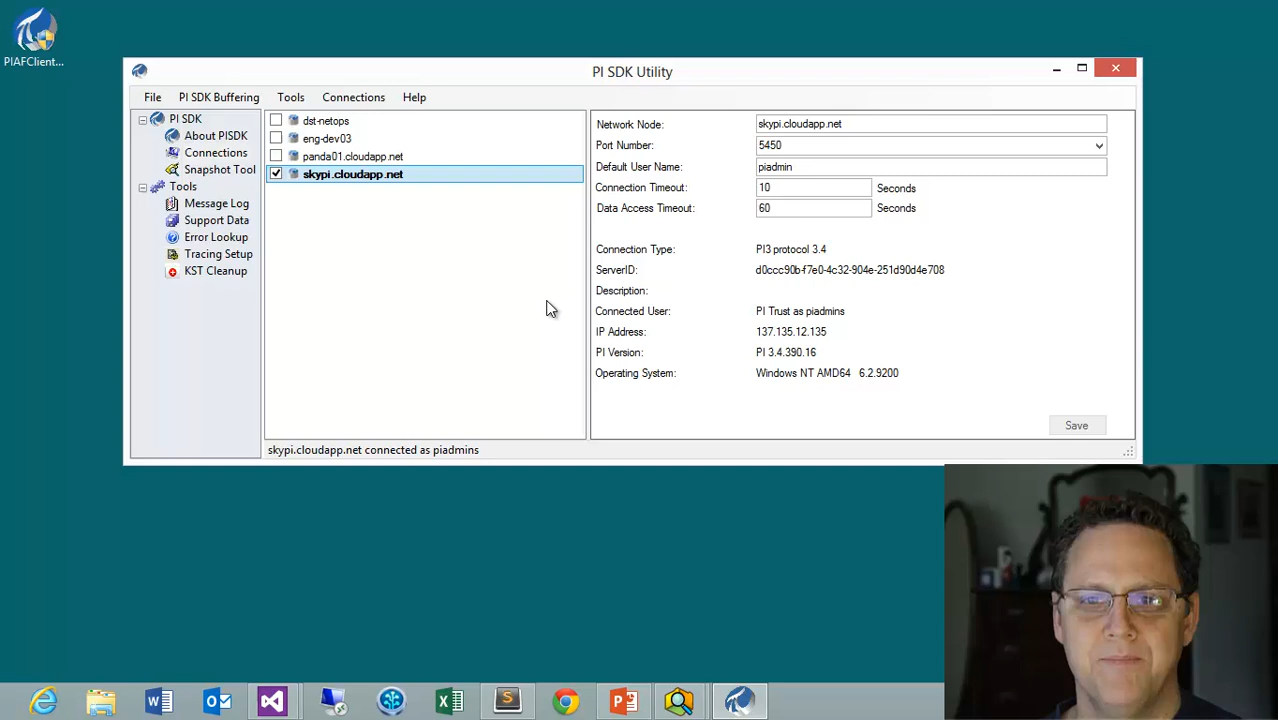 PIAFClient...
PI SDK Utility
File PI SDK Buffering Tools Connections Help
PI SDK
About PISDK
Connections
Snapshot Tool
Tools
Message Log
Support Data
Error Lookup
Tracing Setup
KST Cleanup
dst-netops
eng-dev03
panda01.cloudapp.net
skypi.cloudapp.net
Network Node: skypi.cloudapp.net
Port Number: 5450
Default User Name: piadmin
Connection Timeout: 10 Seconds
Data Access Timeout: 60 Seconds
Connection Type: PI3 protocol 3.4
ServerID: d0ccc90b-f7e0-4c32-904e-251d90d4e708
Description:
Connected User: PI Trust as piadmins
IP Address: 137.135.12.135
PI Version: PI 3.4.390.16
Operating System: Windows NT AMD64 6.2.9200
Save
skypi.cloudapp.net connected as piadmins